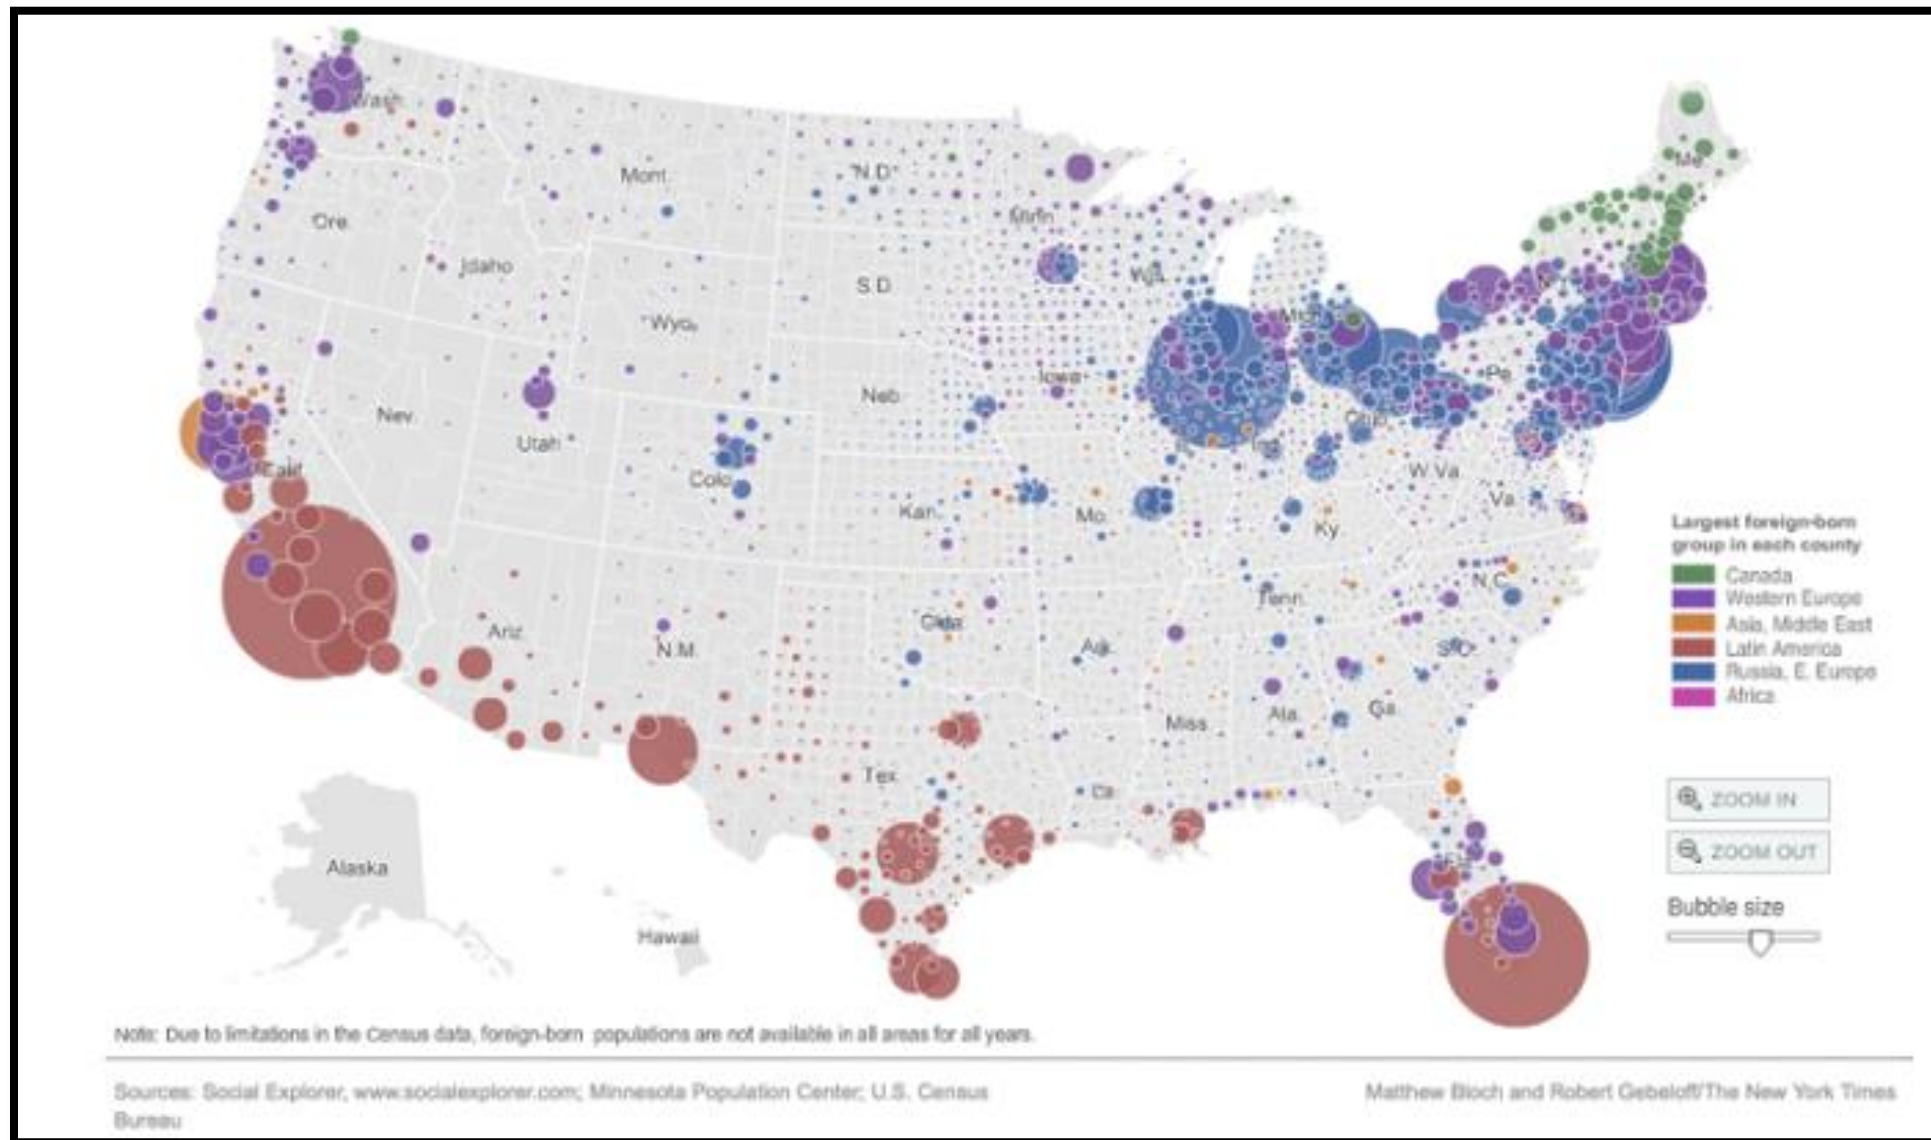 Wash.
Me.
Mont.
N.D.
Ore.
Minn.
Idaho
Wis.
S.D.
Mich.
Wyo.
N.Y.
Iowa
Pa.
Neb.
Nev.
Ohio
Utah
Ind.
Calif.
W.Va.
Colo.
Va.
Kan.
Mo.
Ky.
Largest foreign-born
group in each county
Canada
Western Europe
Asia, Middle East
Latin America
Russia, E. Europe
Africa
N.C.
Tenn.
Ariz.
Okla.
N.M.
Ark.
S.C.
Ga.
Ala.
Miss.
Tex.
La.
ZOOM IN
ZOOM OUT
Fla.
Alaska
Bubble size
Hawaii
Note: Due to limitations in the Census data, foreign-born populations are not available in all areas for all years.
Sources: Social Explorer, www.socialexplorer.com; Minnesota Population Center; U.S. Census
Bureau
Matthew Bloch and Robert Gebeloff/The New York Times